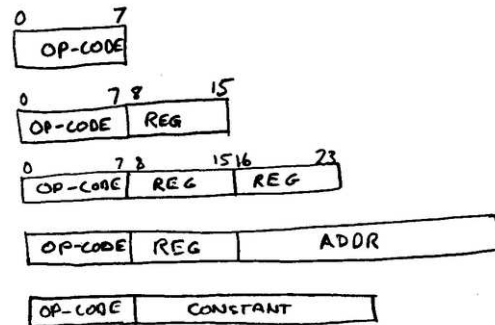 0 7
OP-CODE
0 7 8 15
OP-CODE REG
0 7 8 15 16 23
OP-CODE REG REG
OP-CODE REG ADDR
OP-CODE CONSTANT